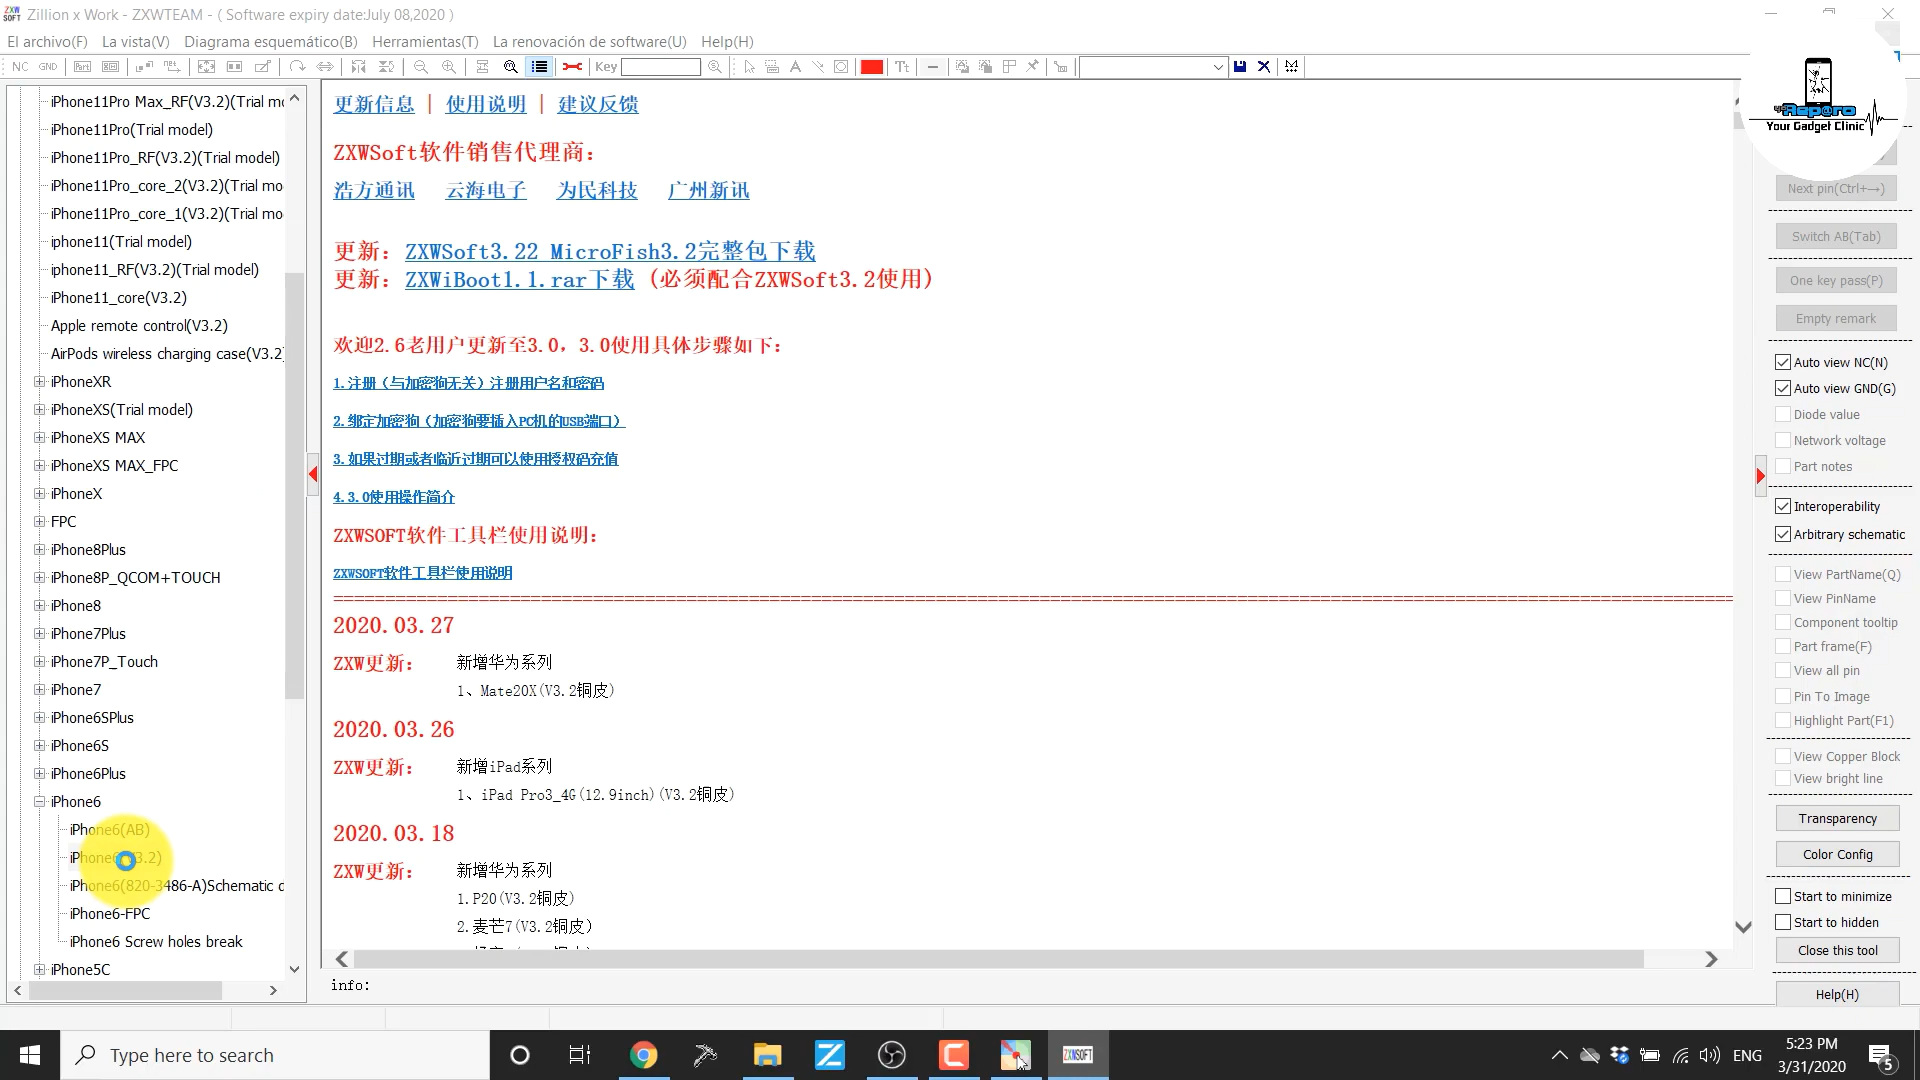 Zillion x Work - ZXWTEAM - ( Software expiry date:July 08,2020 )
El archivo(F) La vista(V) Diagrama esquemático(B) Herramientas(T) La renovación de software(U) Help(H)
NC GND Part Net Key A Tt
iPhone11Pro Max_RF(V3.2)(Trial mo
iPhone11Pro(Trial model)
iPhone11Pro_RF(V3.2)(Trial model)
iPhone11Pro_core_2(V3.2)(Trial mo
iPhone11Pro_core_1(V3.2)(Trial mo
iphone11(Trial model)
iphone11_RF(V3.2)(Trial model)
iPhone11_core(V3.2)
Apple remote control(V3.2)
AirPods wireless charging case(V3.2)
iPhoneXR
iPhoneXS(Trial model)
iPhoneXS MAX
iPhoneXS MAX_FPC
iPhoneX
FPC
iPhone8Plus
iPhone8P_QCOM+TOUCH
iPhone8
iPhone7Plus
iPhone7P_Touch
iPhone7
iPhone6SPlus
iPhone6S
iPhone6Plus
iPhone6
iPhone6(AB)
iPhone6(V3.2)
iPhone6(820-3486-A)Schematic d
iPhone6-FPC
iPhone6 Screw holes break
iPhone5C
更新信息 | 使用说明 | 建议反馈
ZXWSoft软件销售代理商：
浩方通讯 云海电子 为民科技 广州新讯
更新：ZXWSoft3.22 MicroFish3.2完整包下载
更新：ZXWiBoot1.1.rar下载（必须配合ZXWSoft3.2使用）
欢迎2.6老用户更新至3.0，3.0使用具体步骤如下：
1.注册（与加密狗无关）注册用户名和密码
2.绑定加密狗（加密狗要插入PC机的USB端口）
3.如果过期或者临近过期可以使用授权码充值
4.3.0使用操作简介
ZXWSOFT软件工具栏使用说明：
ZXWSOFT软件工具栏使用说明
2020.03.27
ZXW更新： 新增华为系列
1、Mate20X(V3.2铜皮)
2020.03.26
ZXW更新： 新增iPad系列
1、iPad Pro3_4G(12.9inch)(V3.2铜皮)
2020.03.18
ZXW更新： 新增华为系列
1.P20(V3.2铜皮)
2.麦芒7(V3.2铜皮)
info:
Your Gadget Clinic
Next pin(Ctrl+→)
Switch AB(Tab)
One key pass(P)
Empty remark
Auto view NC(N)
Auto view GND(G)
Diode value
Network voltage
Part notes
Interoperability
Arbitrary schematic
View PartName(Q)
View PinName
Component tooltip
Part frame(F)
View all pin
Pin To Image
Highlight Part(F1)
View Copper Block
View bright line
Transparency
Color Config
Start to minimize
Start to hidden
Close this tool
Help(H)
Type here to search
ZXWSOFT
ENG
5:23 PM
3/31/2020
5